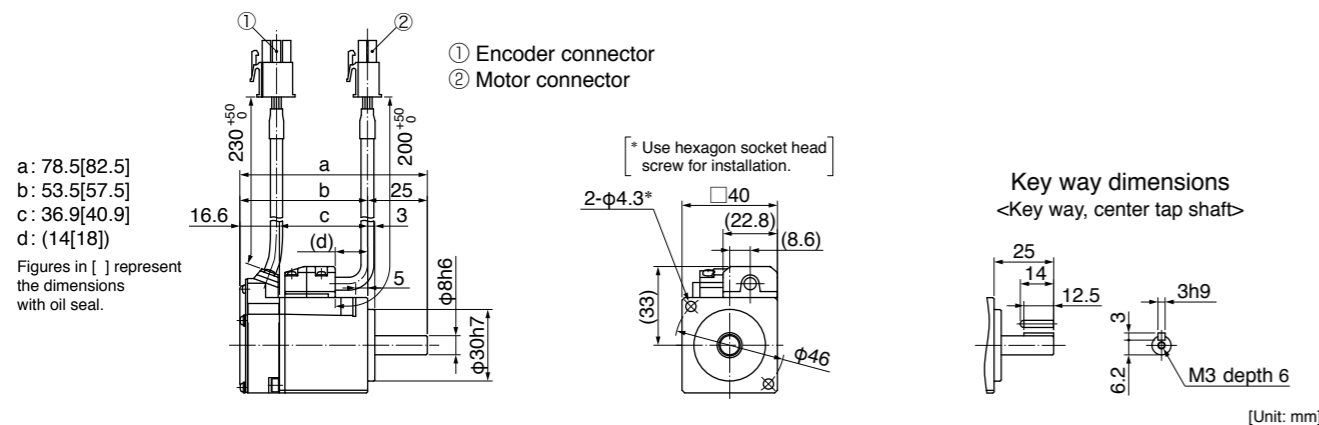 ① ②
① Encoder connector
② Motor connector
230 +50 0
200 +50 0
a: 78.5[82.5]
b: 53.5[57.5]
c: 36.9[40.9]
d: (14[18])
Figures in [ ] represent
the dimensions
with oil seal.
a
b 25
16.6 c 3
(d)
5
φ8h6
φ30h7
* Use hexagon socket head
screw for installation.
2-φ4.3* □40
(22.8)
(8.6)
(33)
φ46
Key way dimensions
<Key way, center tap shaft>
25
14
12.5 3h9
3
6.2
M3 depth 6
[Unit: mm]